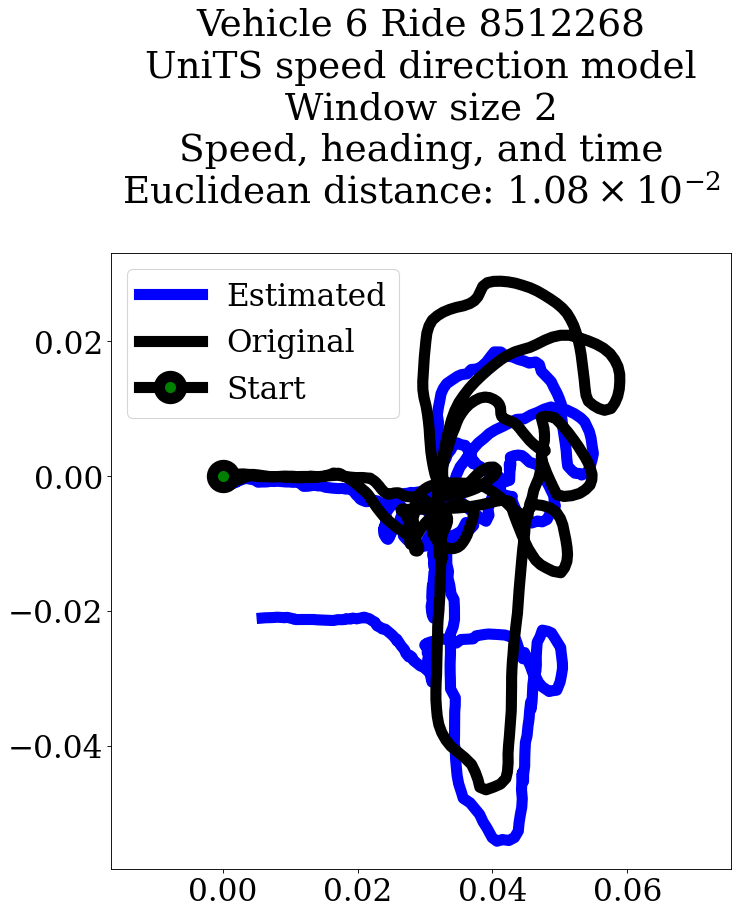 Vehicle 6 Ride 8512268
UniTS speed direction model
Window size 2
Speed, heading, and time
Euclidean distance: 1.08 × 10⁻²
Estimated
Original
Start
0.02
0.00
−0.02
−0.04
0.00 0.02 0.04 0.06